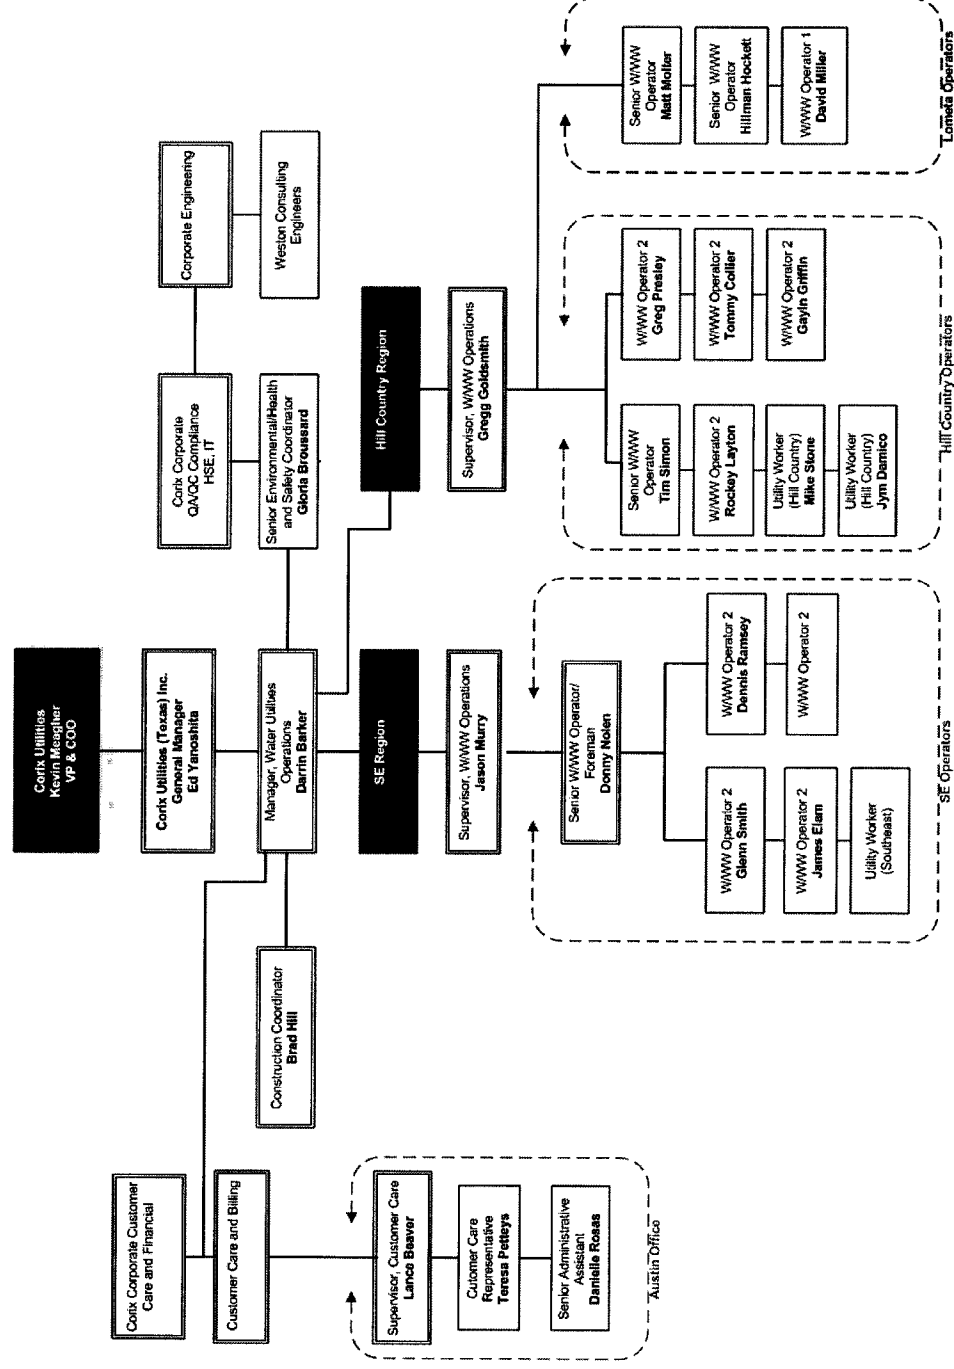 Corix Utilities
Kevin Meagher
VP & COO
Corix Utilities (Texas) Inc.
General Manager
Ed Yanoshita
Manager, Water Utilities
Operations
Darrin Barker
Corix Corporate
QA/QC Compliance
HSE, IT
Corporate Engineering
Senior Environmental/Health
and Safety Coordinator
Gloria Broussard
Weston Consulting
Engineers
Corix Corporate Customer
Care and Financial
Customer Care and Billing
Construction Coordinator
Brad Hill
SE Region
Hill Country Region
Supervisor, Customer Care
Lance Beaver
Cutomer Care
Representative
Teresa Petteys
Senior Administrative
Assistant
Danielle Rosas
Austin Office
Supervisor, W/WW Operations
Jason Murry
Senior W/WW Operator/
Foreman
Donny Nolen
W/WW Operator 2
Glenn Smith
W/WW Operator 2
James Elam
Utility Worker
(Southeast)
W/WW Operator 2
Dennis Ramsey
W/WW Operator 2
SE Operators
Supervisor, W/WW Operations
Gregg Goldsmith
Senior W/WW
Operator
Tim Simon
W/WW Operator 2
Rockey Layton
Utility Worker
(Hill Country)
Mike Stone
Utility Worker
(Hill Country)
Jym Damico
W/WW Operator 2
Greg Presley
W/WW Operator 2
Tommy Collier
W/WW Operator 2
Gayln Griffin
Hill Country Operators
Senior W/WW
Operator
Matt Moller
Senior W/WW
Operator
Hillman Hockett
W/WW Operator 1
David Miller
Lometa Operators